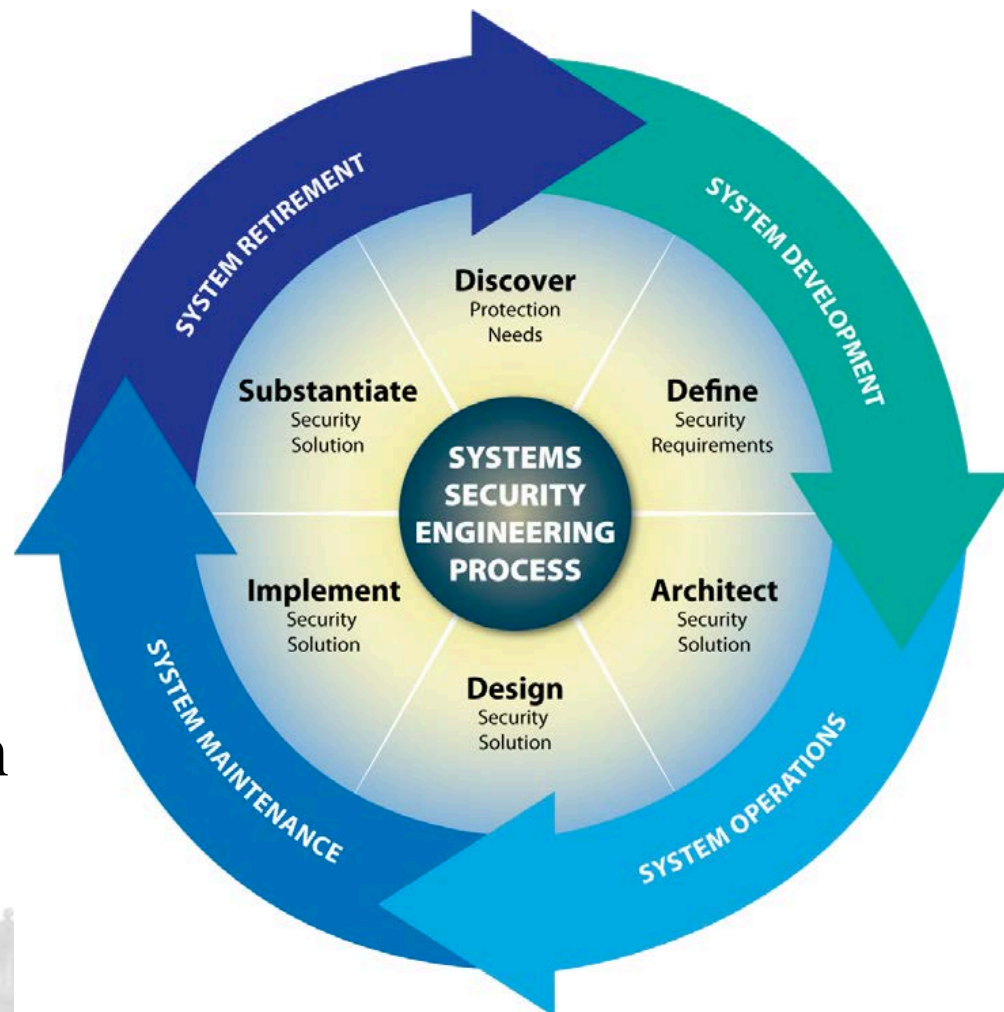 SYSTEM RETIREMENT
SYSTEM DEVELOPMENT
Discover
Protection
Needs
Substantiate
Security
Solution
Define
Security
Requirements
SYSTEMS
SECURITY
ENGINEERING
PROCESS
Implement
Security
Solution
Architect
Security
Solution
Design
Security
Solution
SYSTEM MAINTENANCE
SYSTEM OPERATIONS